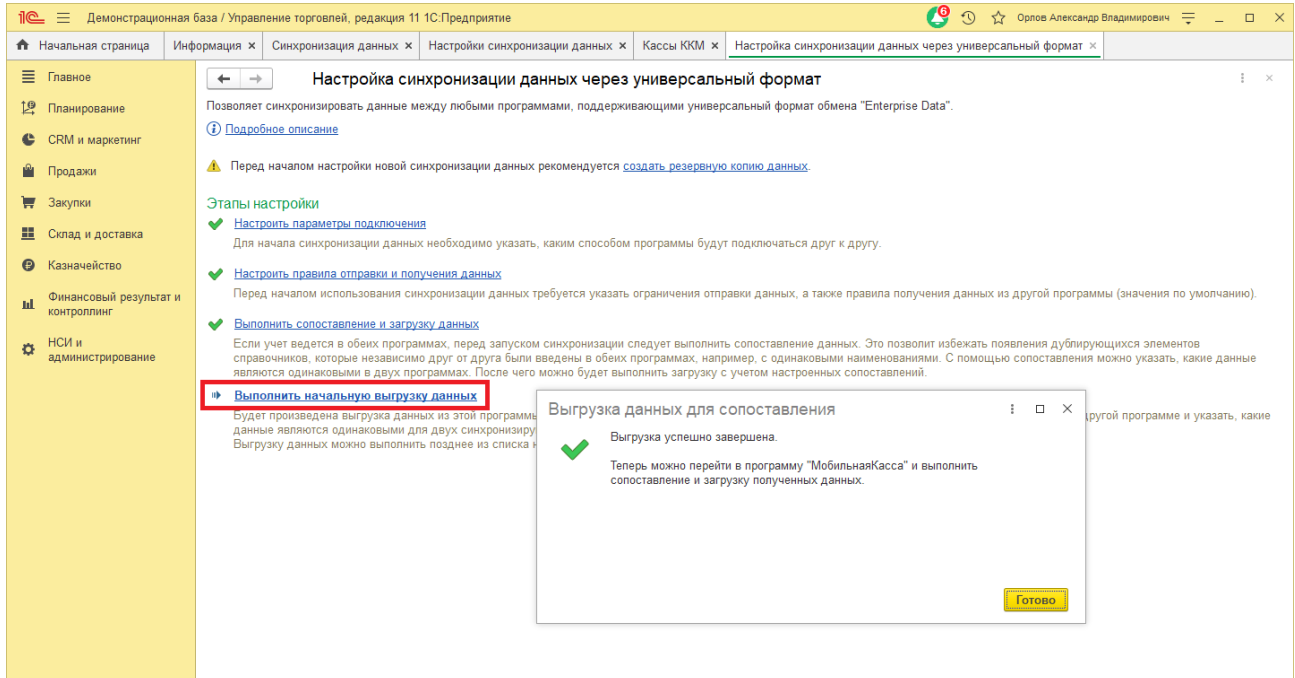 1С Демонстрационная база / Управление торговлей, редакция 11 1С:Предприятие 6 Орлов Александр Владимирович
Начальная страница Информация × Синхронизация данных × Настройки синхронизации данных × Кассы ККМ × Настройка синхронизации данных через универсальный формат ×
Главное
Планирование
CRM и маркетинг
Продажи
Закупки
Склад и доставка
Казначейство
Финансовый результат и
контроллинг
НСИ и
администрирование
Настройка синхронизации данных через универсальный формат
Позволяет синхронизировать данные между любыми программами, поддерживающими универсальный формат обмена "Enterprise Data".
Подробное описание
Перед началом настройки новой синхронизации данных рекомендуется создать резервную копию данных.
Этапы настройки
Настроить параметры подключения
Для начала синхронизации данных необходимо указать, каким способом программы будут подключаться друг к другу.
Настроить правила отправки и получения данных
Перед началом использования синхронизации данных требуется указать ограничения отправки данных, а также правила получения данных из другой программы (значения по умолчанию).
Выполнить сопоставление и загрузку данных
Если учет ведется в обеих программах, перед запуском синхронизации следует выполнить сопоставление данных. Это позволит избежать появления дублирующихся элементов
справочников, которые независимо друг от друга были введены в обеих программах, например, с одинаковыми наименованиями. С помощью сопоставления можно указать, какие данные
являются одинаковыми в двух программах. После чего можно будет выполнить загрузку с учетом настроенных сопоставлений.
Выполнить начальную выгрузку данных
Будет произведена выгрузка данных из этой программы другой программе и указать, какие
данные являются одинаковыми для двух синхронизиру
Выгрузку данных можно выполнить позднее из списка
Выгрузка данных для сопоставления
Выгрузка успешно завершена.
Теперь можно перейти в программу "МобильнаяКасса" и выполнить
сопоставление и загрузку полученных данных.
Готово